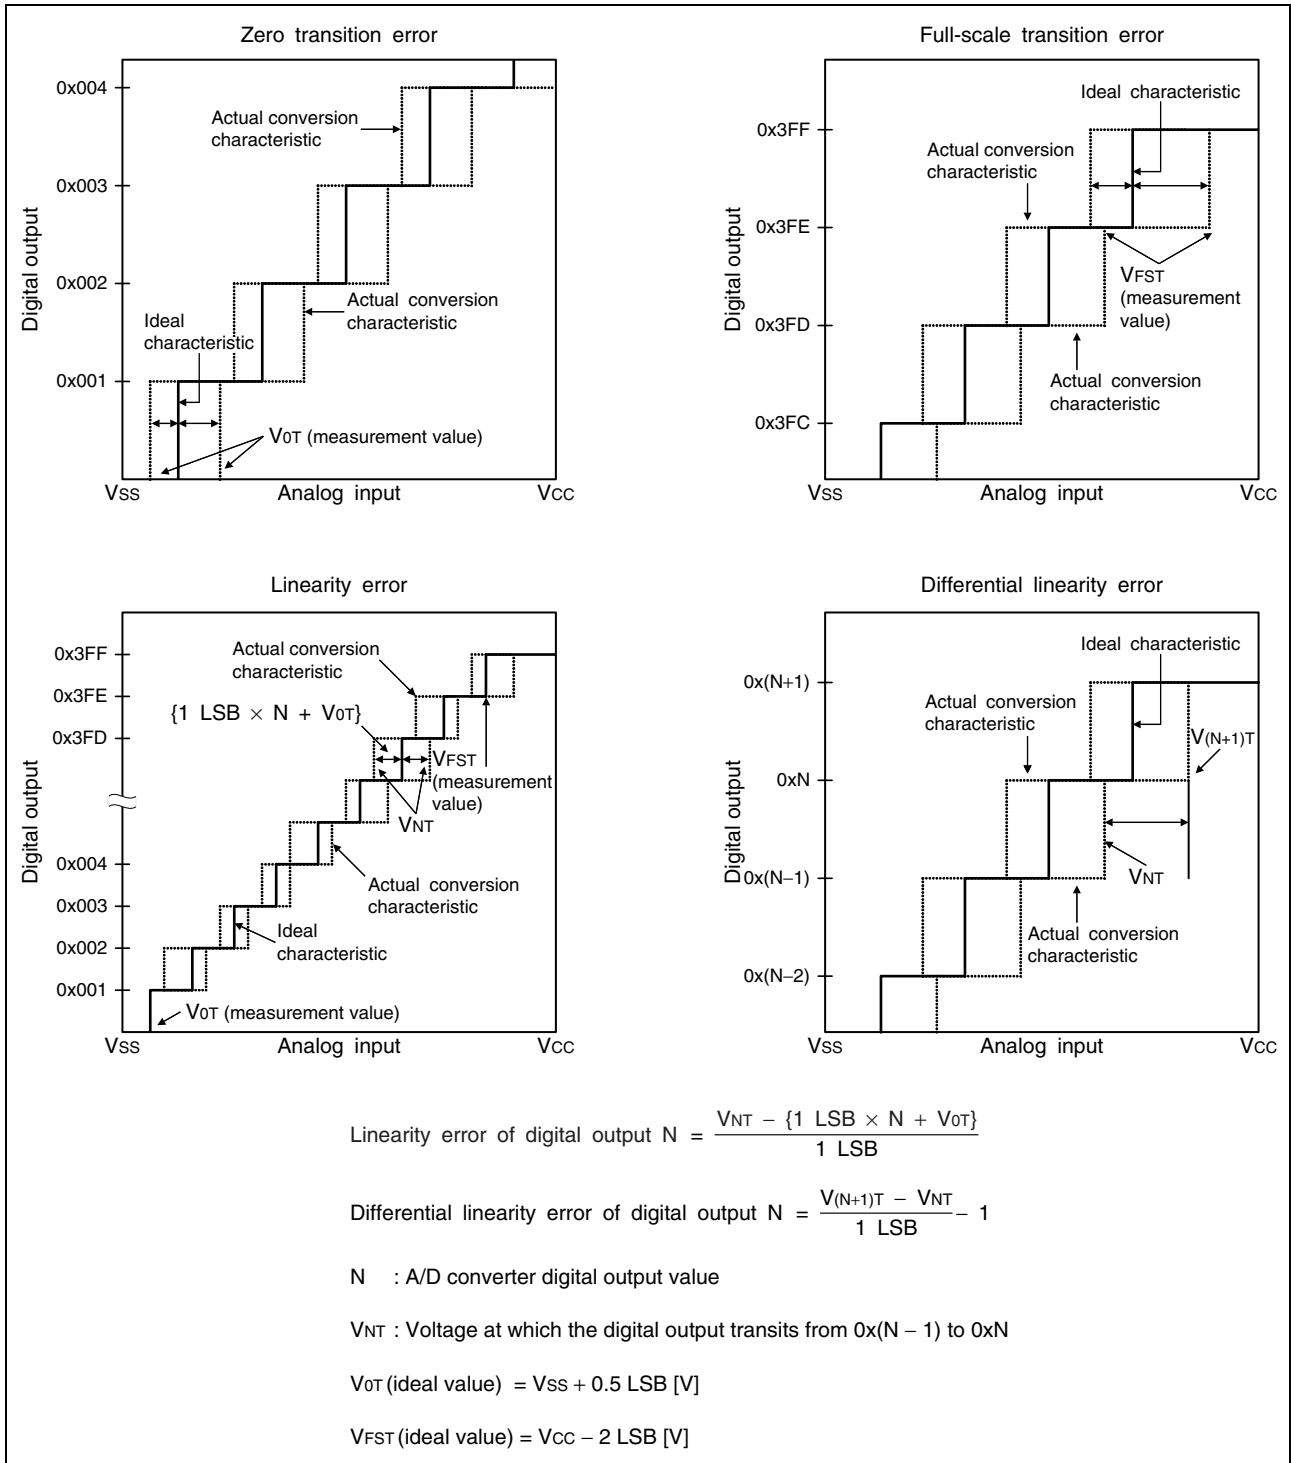 Zero transition error
0x004
0x003
0x002
0x001
Digital output
Actual conversion
characteristic
Actual conversion
characteristic
Ideal
characteristic
V0T (measurement value)
VSS
Analog input
VCC
Full-scale transition error
0x3FF
0x3FE
0x3FD
0x3FC
Digital output
Ideal characteristic
Actual conversion
characteristic
VFST
(measurement
value)
Actual conversion
characteristic
VSS
Analog input
VCC
Linearity error
0x3FF
0x3FE
0x3FD
0x004
0x003
0x002
0x001
Digital output
Actual conversion
characteristic
{1 LSB × N + V0T}
VFST
(measurement
value)
VNT
Actual conversion
characteristic
Ideal
characteristic
V0T (measurement value)
VSS
Analog input
VCC
Differential linearity error
0x(N+1)
0xN
0x(N−1)
0x(N−2)
Digital output
Ideal characteristic
Actual conversion
characteristic
V(N+1)T
VNT
Actual conversion
characteristic
VSS
Analog input
VCC
Linearity error of digital output N = VNT − {1 LSB × N + V0T} / 1 LSB
Differential linearity error of digital output N = V(N+1)T − VNT / 1 LSB − 1
N : A/D converter digital output value
VNT : Voltage at which the digital output transits from 0x(N − 1) to 0xN
V0T (ideal value) = VSS + 0.5 LSB [V]
VFST (ideal value) = VCC − 2 LSB [V]